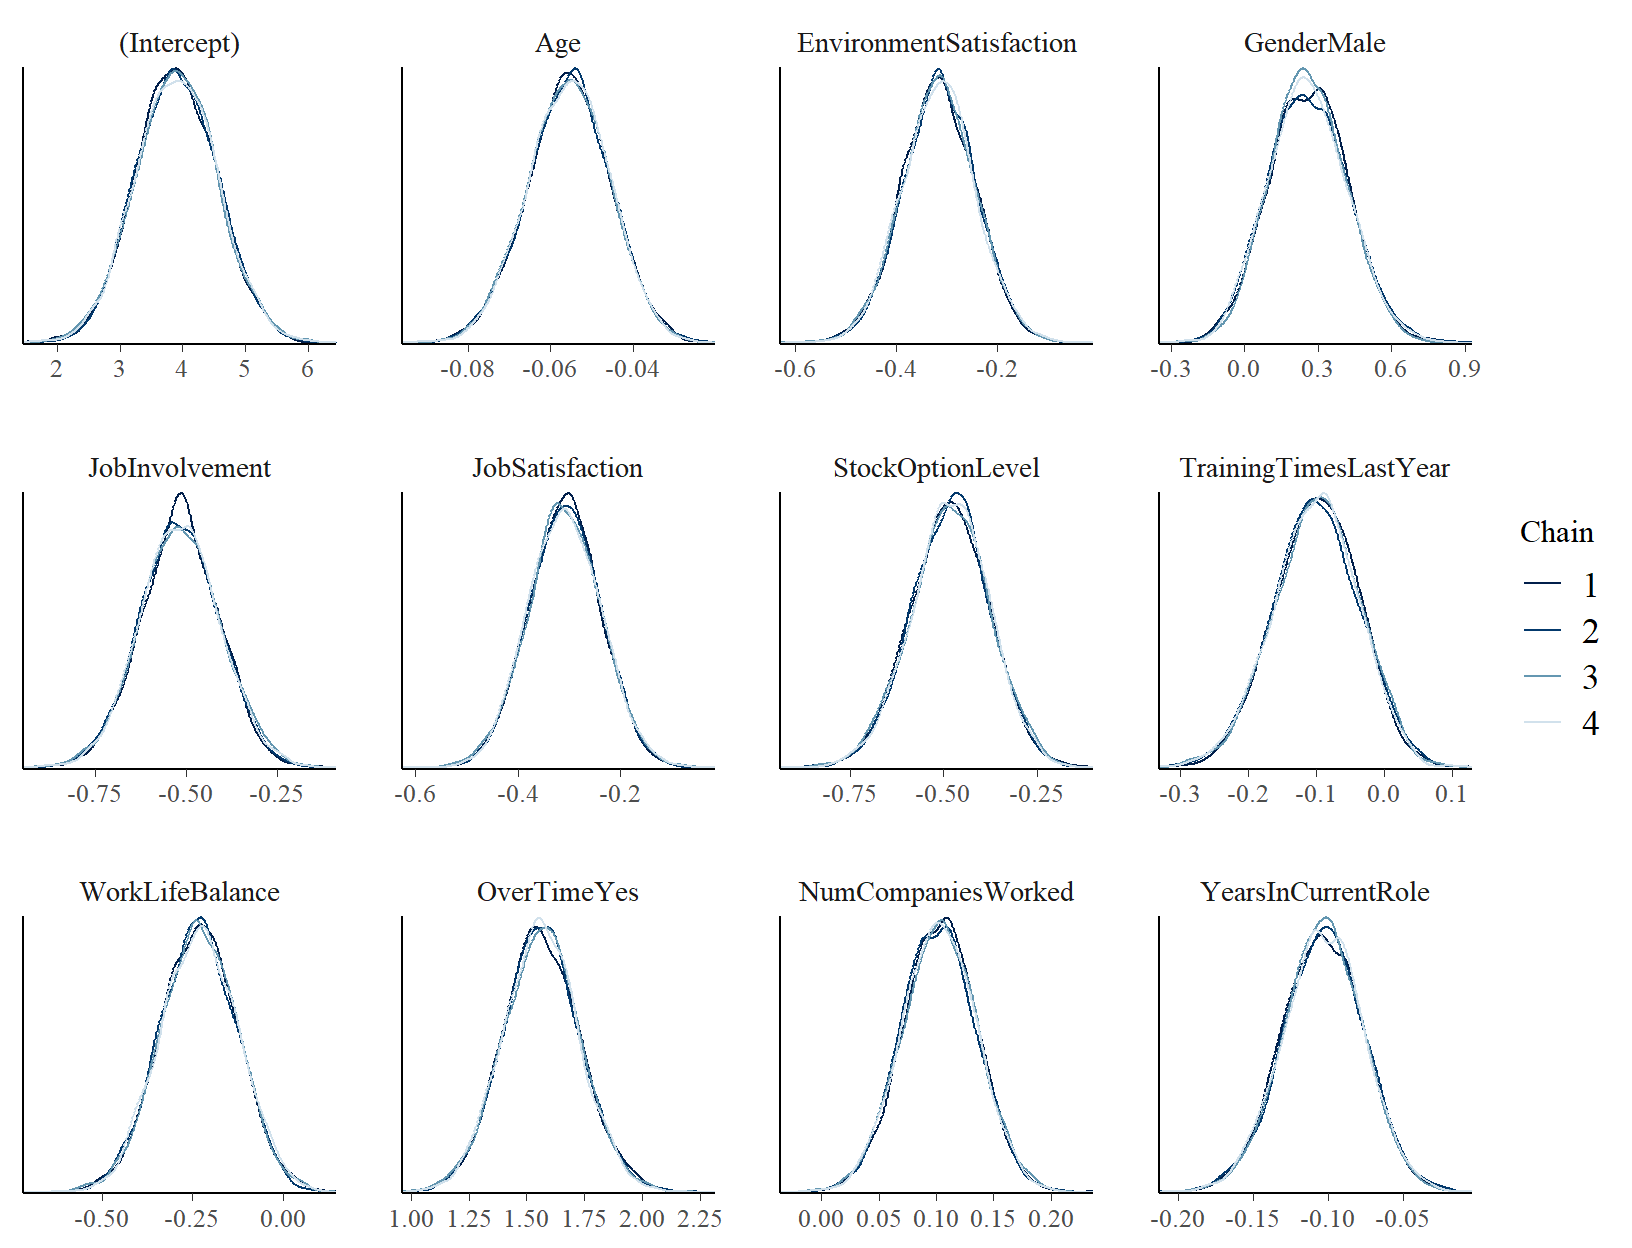 (Intercept) Age EnvironmentSatisfaction GenderMale
2 3 4 5 6 -0.08 -0.06 -0.04 -0.6 -0.4 -0.2 -0.3 0.0 0.3 0.6 0.9
JobInvolvement JobSatisfaction StockOptionLevel TrainingTimesLastYear
-0.75 -0.50 -0.25 -0.6 -0.4 -0.2 -0.75 -0.50 -0.25 -0.3 -0.2 -0.1 0.0 0.1
Chain
1
2
3
4
WorkLifeBalance OverTimeYes NumCompaniesWorked YearsInCurrentRole
-0.50 -0.25 0.00 1.00 1.25 1.50 1.75 2.00 2.25 0.00 0.05 0.10 0.15 0.20 -0.20 -0.15 -0.10 -0.05